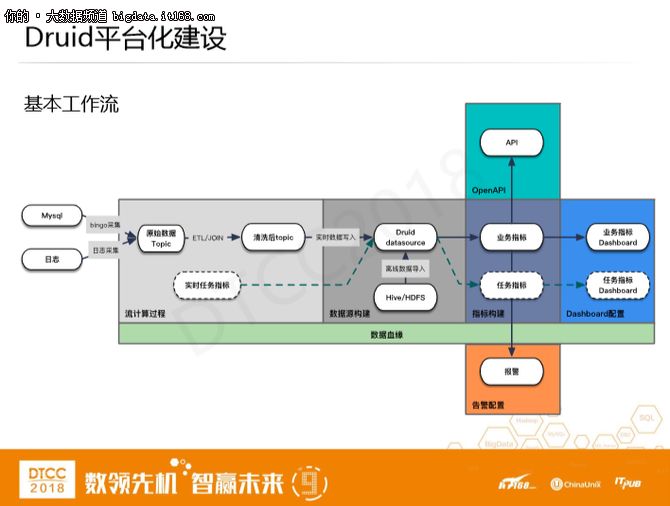 你的·大数据频道 bigdata.it168.com
Druid平台化建设
基本工作流
API
OpenAPI
Mysql
bingo采集
日志
日志采集
原始数据
Topic
ETL/JOIN
清洗后topic
实时数据写入
Druid
datasource
业务指标
业务指标
Dashboard
离线数据导入
实时任务指标
Hive/HDFS
任务指标
任务指标
Dashboard
流计算过程
数据源构建
指标构建
Dashboard配置
数据血缘
报警
告警配置
DTCC2018
Hadoop
MySQL
SQL
BigData
DTCC
2018
数领先机 智赢未来 9
IT168
ChinaUnix
ITPUB